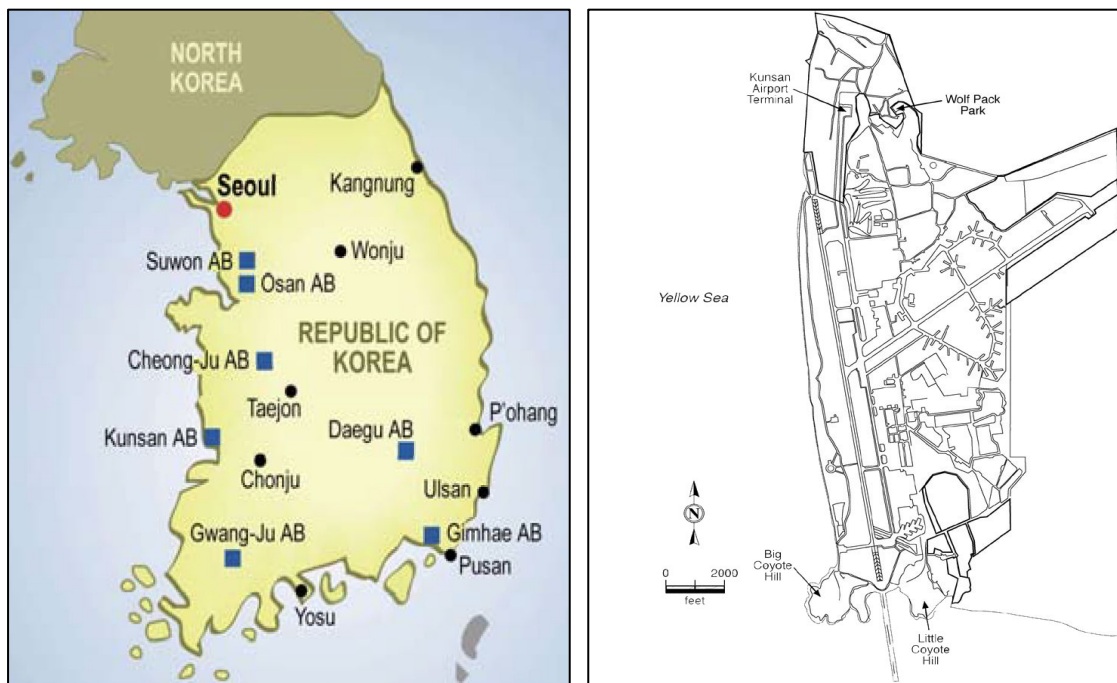 NORTH
KOREA
Seoul
Kangnung
Suwon AB
Wonju
Osan AB
REPUBLIC OF
KOREA
Cheong-Ju AB
Taejon
P'ohang
Kunsan AB
Daegu AB
Chonju
Ulsan
Gwang-Ju AB
Gimhae AB
Pusan
Yosu
Kunsan
Airport
Terminal
Wolf Pack
Park
Yellow Sea
N
0 2000
feet
Big
Coyote
Hill
Little
Coyote
Hill